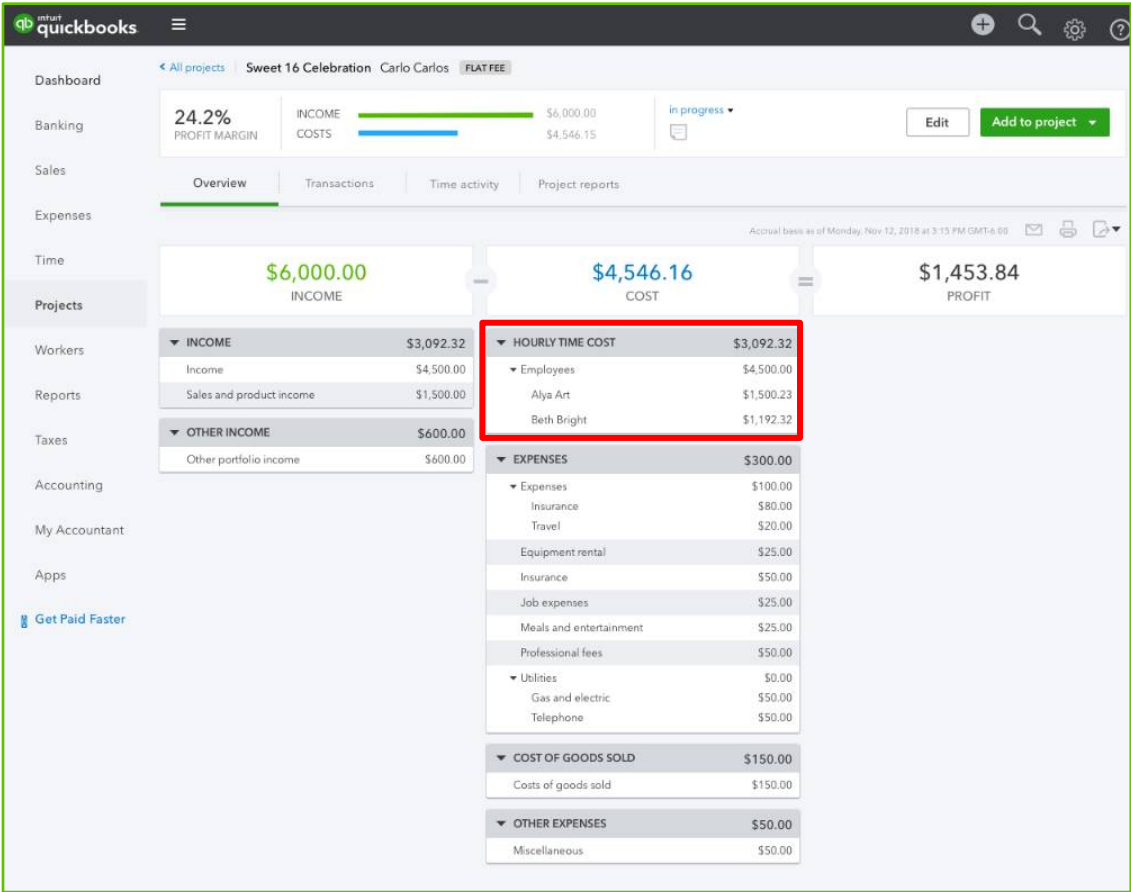 intuit
quickbooks
Dashboard
Banking
Sales
Expenses
Time
Projects
Workers
Reports
Taxes
Accounting
My Accountant
Apps
Get Paid Faster
< All projects Sweet 16 Celebration Carlo Carlos FLAT FEE
24.2%
PROFIT MARGIN
INCOME $6,000.00
COSTS $4,546.15
in progress
Edit
Add to project
Overview Transactions Time activity Project reports
Accrual basis as of Monday, Nov 12, 2018 at 3:15 PM GMT-6:00
$6,000.00
INCOME
−
$4,546.16
COST
=
$1,453.84
PROFIT
INCOME $3,092.32
Income $4,500.00
Sales and product income $1,500.00
OTHER INCOME $600.00
Other portfolio income $600.00
HOURLY TIME COST $3,092.32
Employees $4,500.00
Alya Art $1,500.23
Beth Bright $1,192.32
EXPENSES $300.00
Expenses $100.00
Insurance $80.00
Travel $20.00
Equipment rental $25.00
Insurance $50.00
Job expenses $25.00
Meals and entertainment $25.00
Professional fees $50.00
Utilities $0.00
Gas and electric $50.00
Telephone $50.00
COST OF GOODS SOLD $150.00
Costs of goods sold $150.00
OTHER EXPENSES $50.00
Miscellaneous $50.00